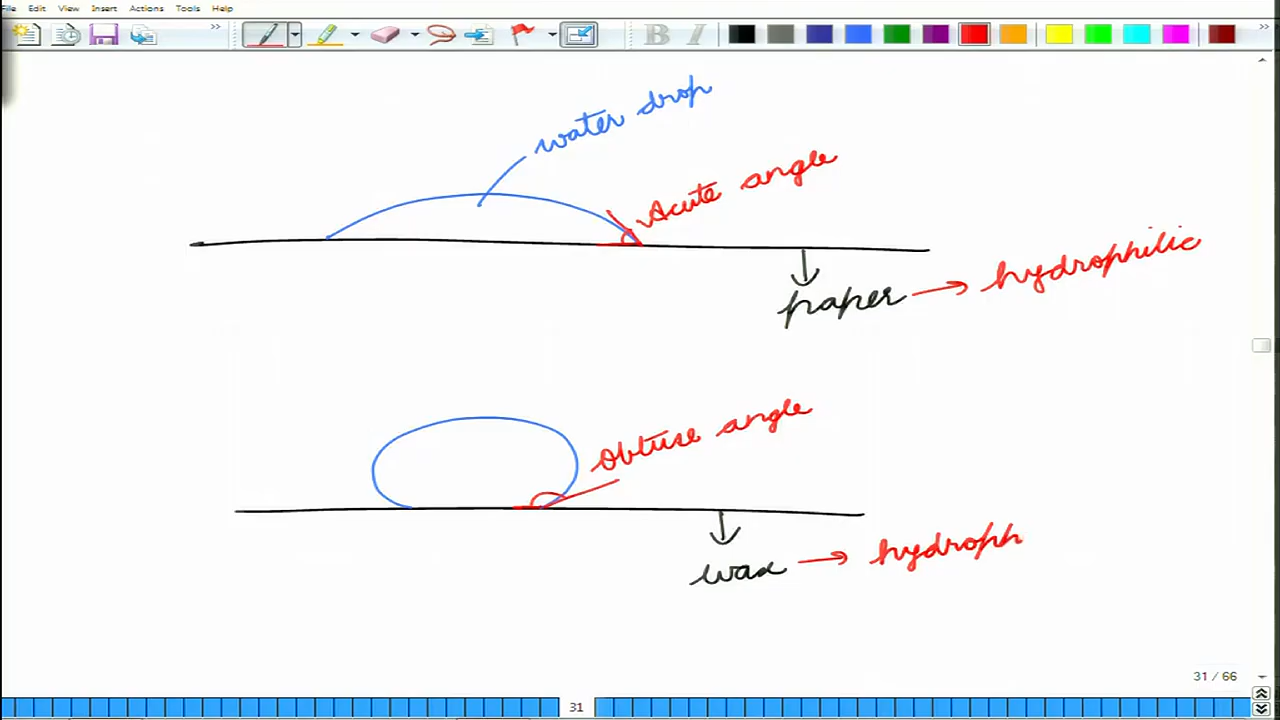 File Edit View Insert Actions Tools Help
B I
water drop
Acute angle
paper → hydrophilic
Obtuse angle
wax → hydroph
31 / 66
31